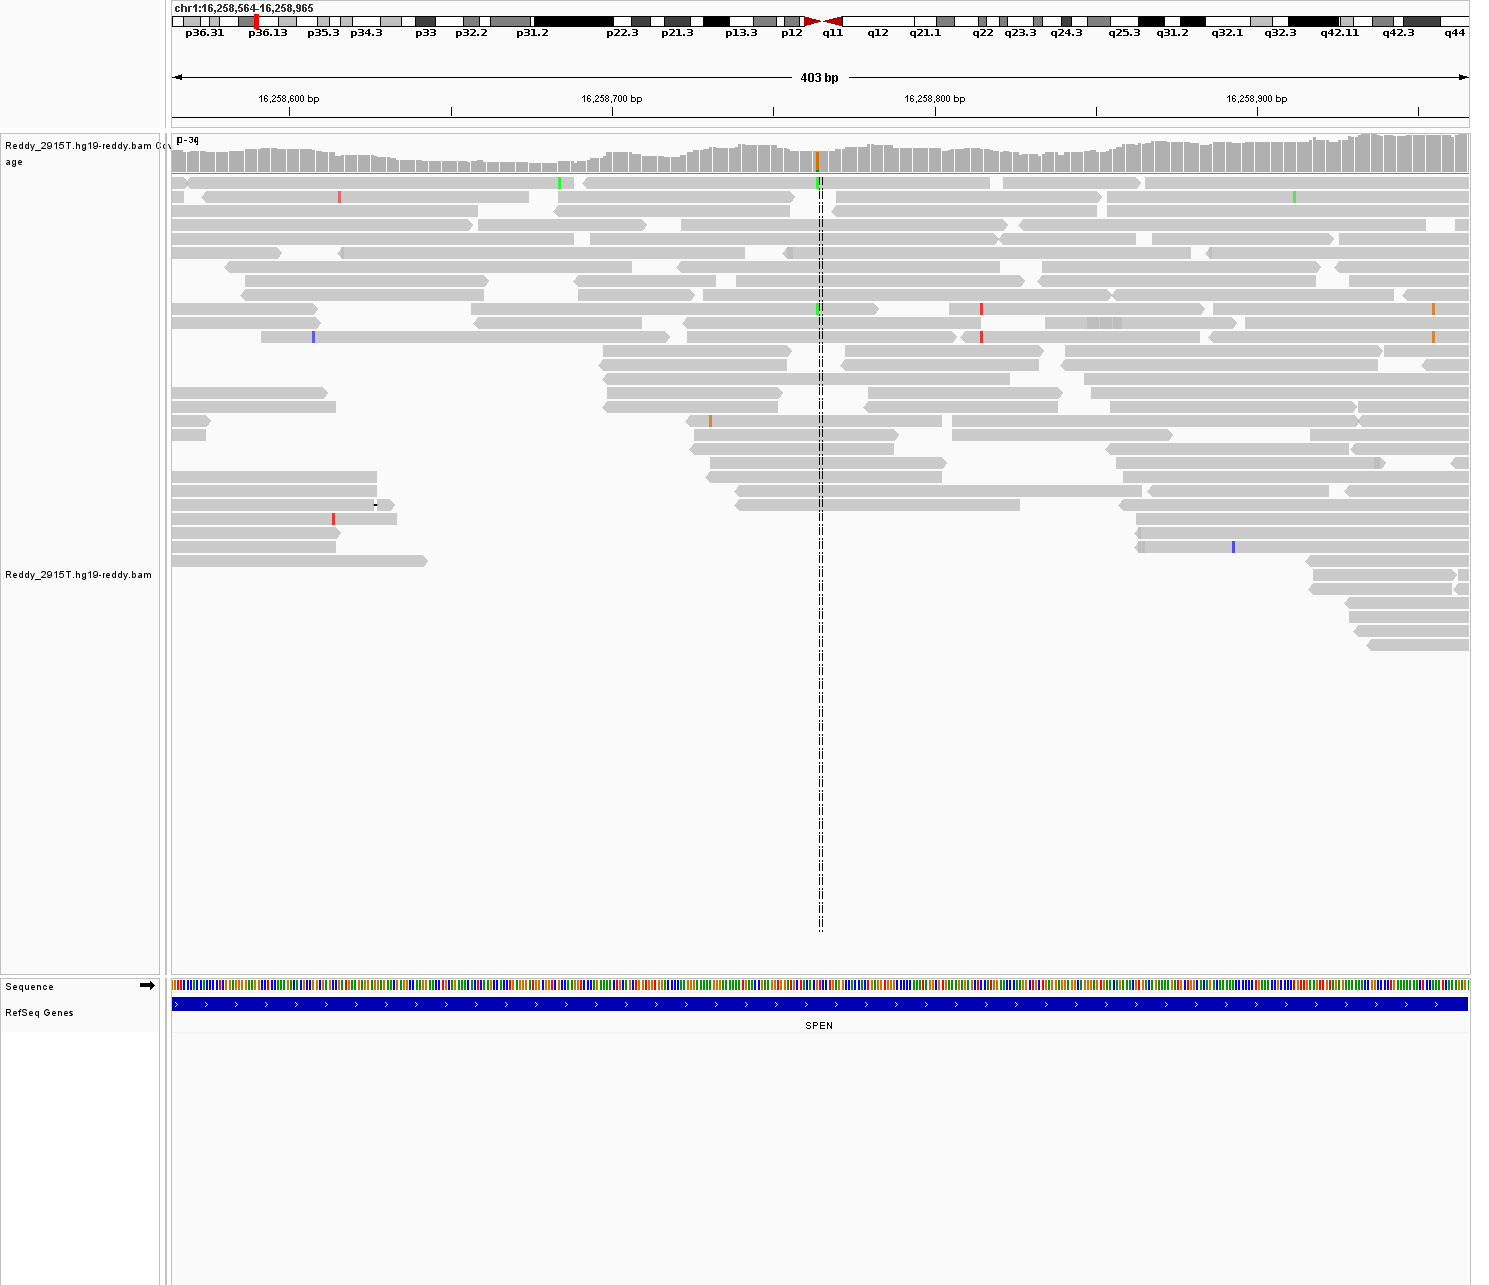 chr1:16,258,564-16,258,965
p36.31 p36.13 p35.3 p34.3 p33 p32.2 p31.2 p22.3 p21.3 p13.3 p12 q11 q12 q21.1 q22 q23.3 q24.3 q25.3 q31.2 q32.1 q32.3 q42.11 q42.3 q44
403 bp
16,258,600 bp 16,258,700 bp 16,258,800 bp 16,258,900 bp
Reddy_2915T.hg19-reddy.bam Cov
age
Reddy_2915T.hg19-reddy.bam
Sequence
RefSeq Genes
SPEN